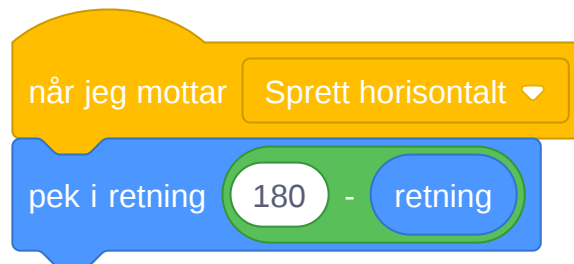 når jeg mottar Sprett horisontalt
pek i retning 180 - retning